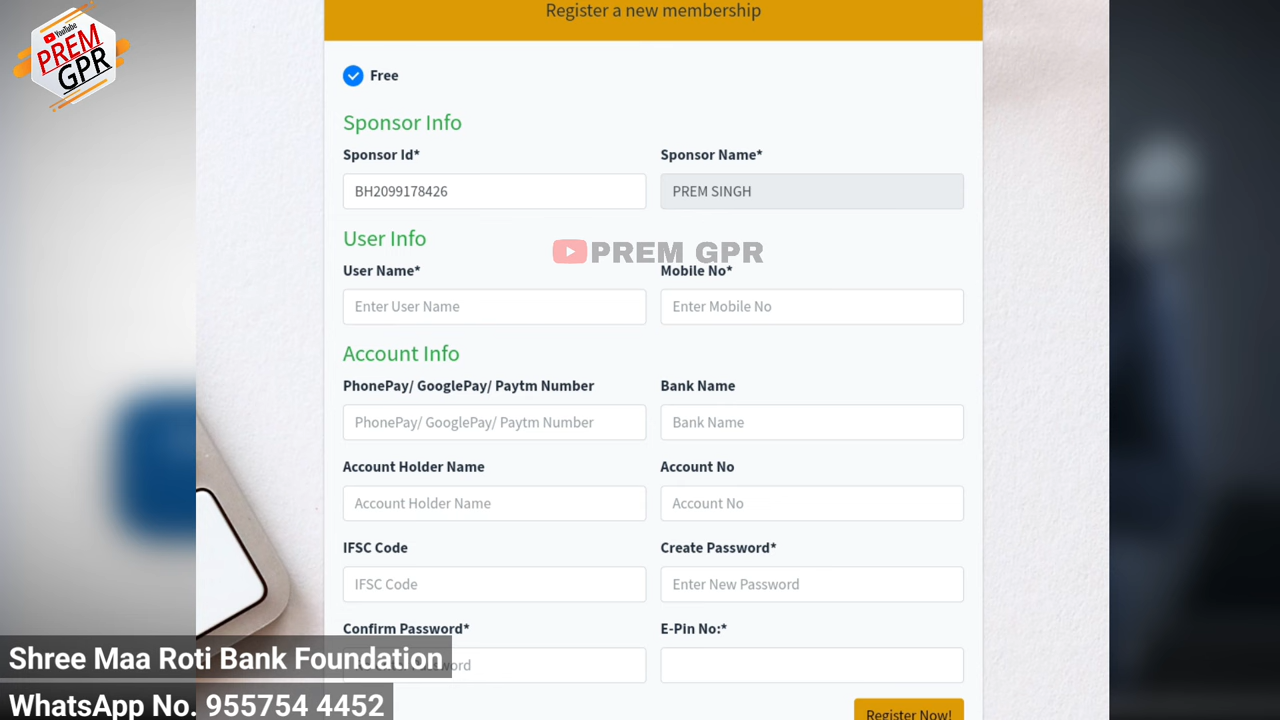 YouTube
PREM
GPR
Register a new membership
Free
Sponsor Info
Sponsor Id* Sponsor Name*
BH2099178426 PREM SINGH
User Info
PREM GPR
User Name* Mobile No*
Enter User Name Enter Mobile No
Account Info
PhonePay/ GooglePay/ Paytm Number Bank Name
PhonePay/ GooglePay/ Paytm Number Bank Name
Account Holder Name Account No
Account Holder Name Account No
IFSC Code Create Password*
IFSC Code Enter New Password
Confirm Password* E-Pin No:*
Shree Maa Roti Bank Foundation
WhatsApp No. 955754 4452
Register Now!